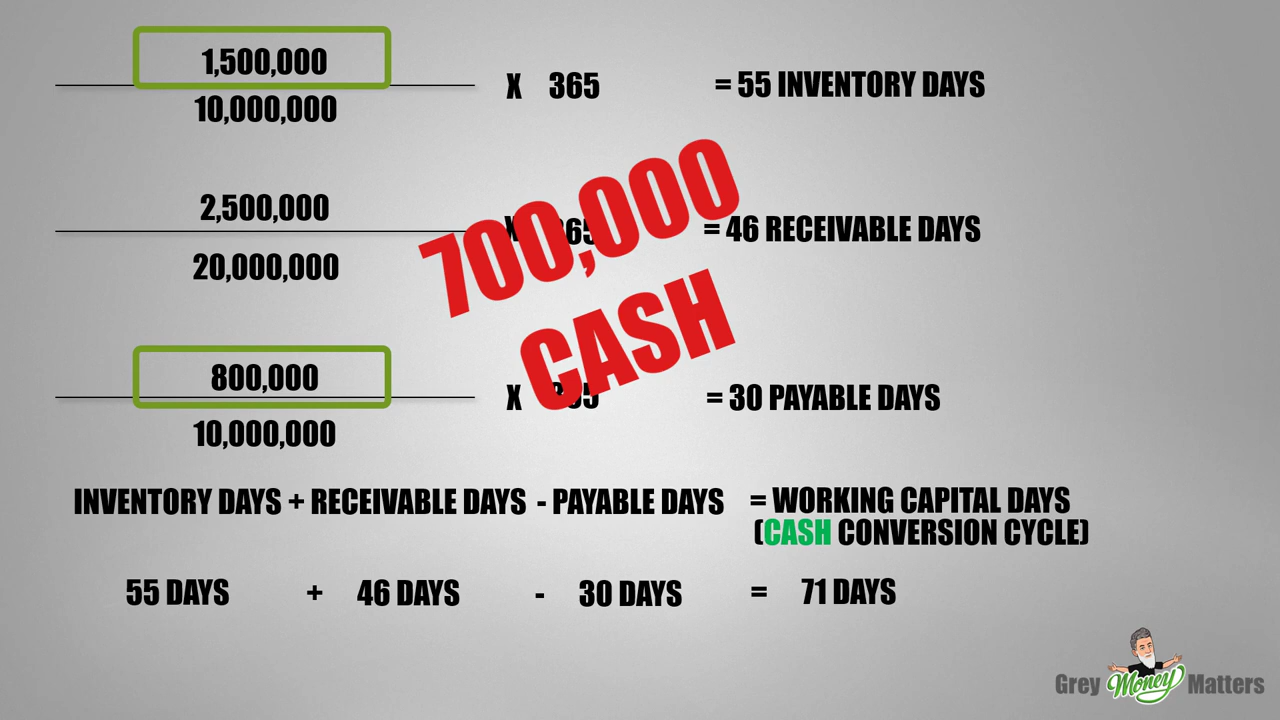 1,500,000
X 365 = 55 INVENTORY DAYS
10,000,000
2,500,000
X 365 = 46 RECEIVABLE DAYS
20,000,000
700,000
CASH
800,000
X 365 = 30 PAYABLE DAYS
10,000,000
INVENTORY DAYS + RECEIVABLE DAYS - PAYABLE DAYS = WORKING CAPITAL DAYS
(CASH CONVERSION CYCLE)
55 DAYS + 46 DAYS - 30 DAYS = 71 DAYS
Grey Money Matters